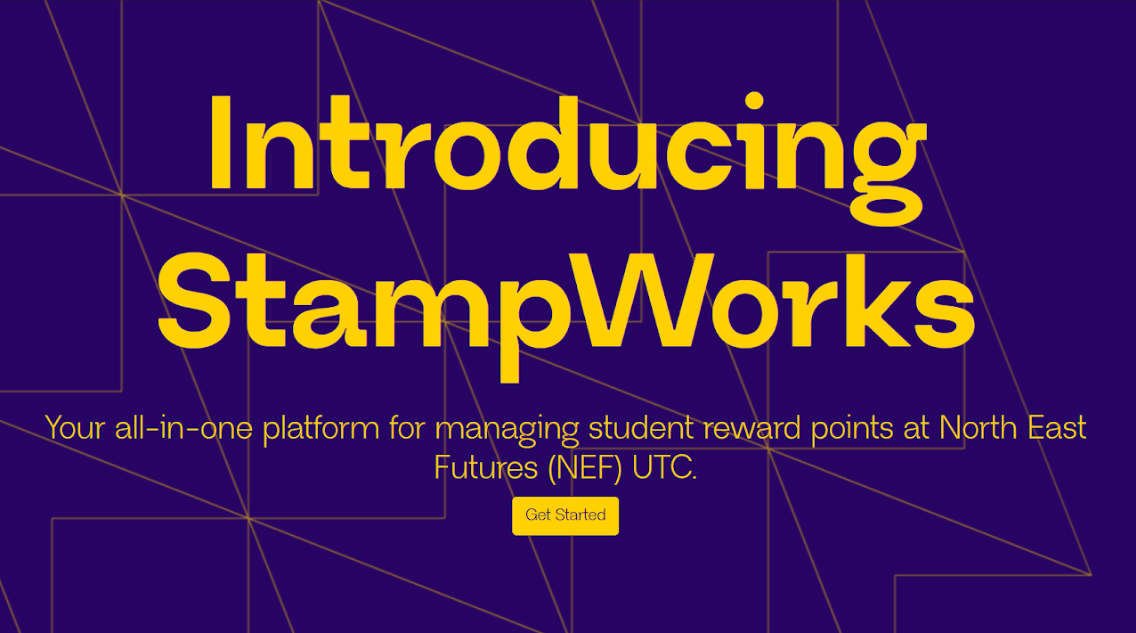 Introducing
StampWorks
Your all-in-one platform for managing student reward points at North East
Futures (NEF) UTC.
Get Started